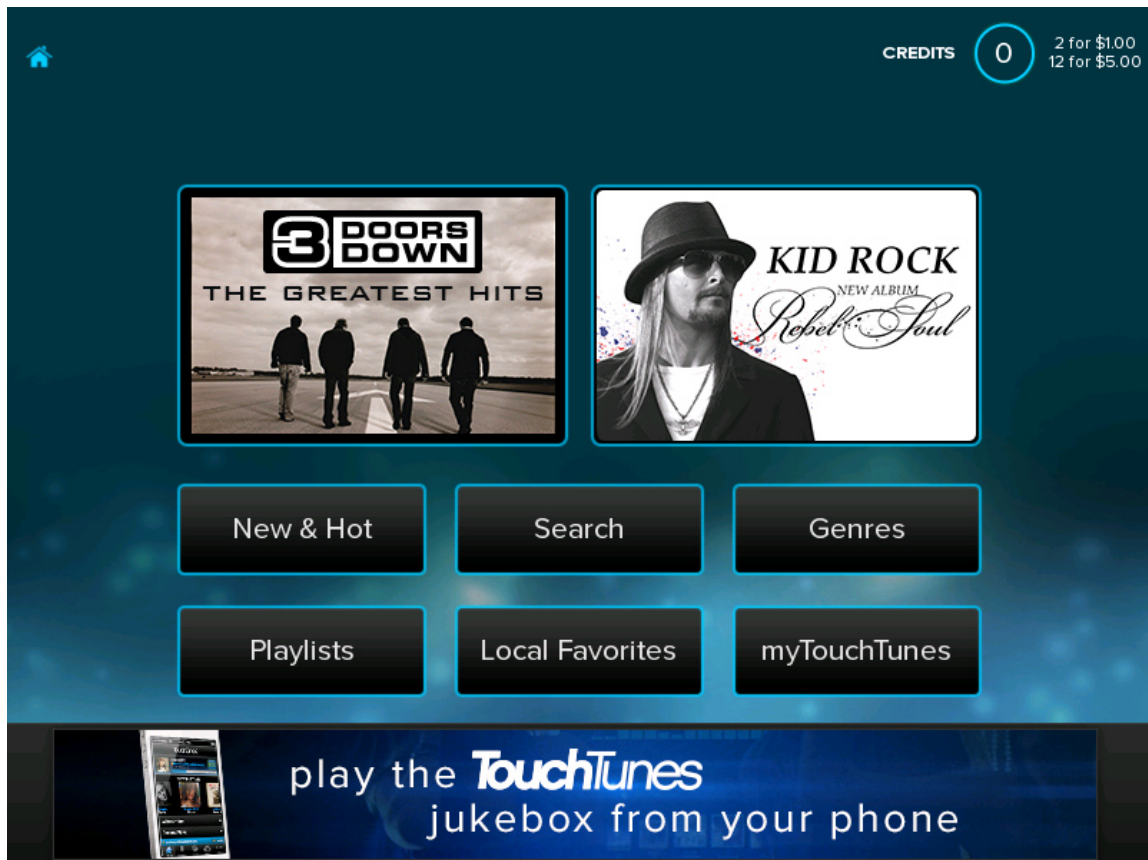 CREDITS
0
2 for $1.00
12 for $5.00
3 DOORS
DOWN
THE GREATEST HITS
KID ROCK
NEW ALBUM
Rebel Soul
New & Hot
Search
Genres
Playlists
Local Favorites
myTouchTunes
play the TouchTunes
jukebox from your phone